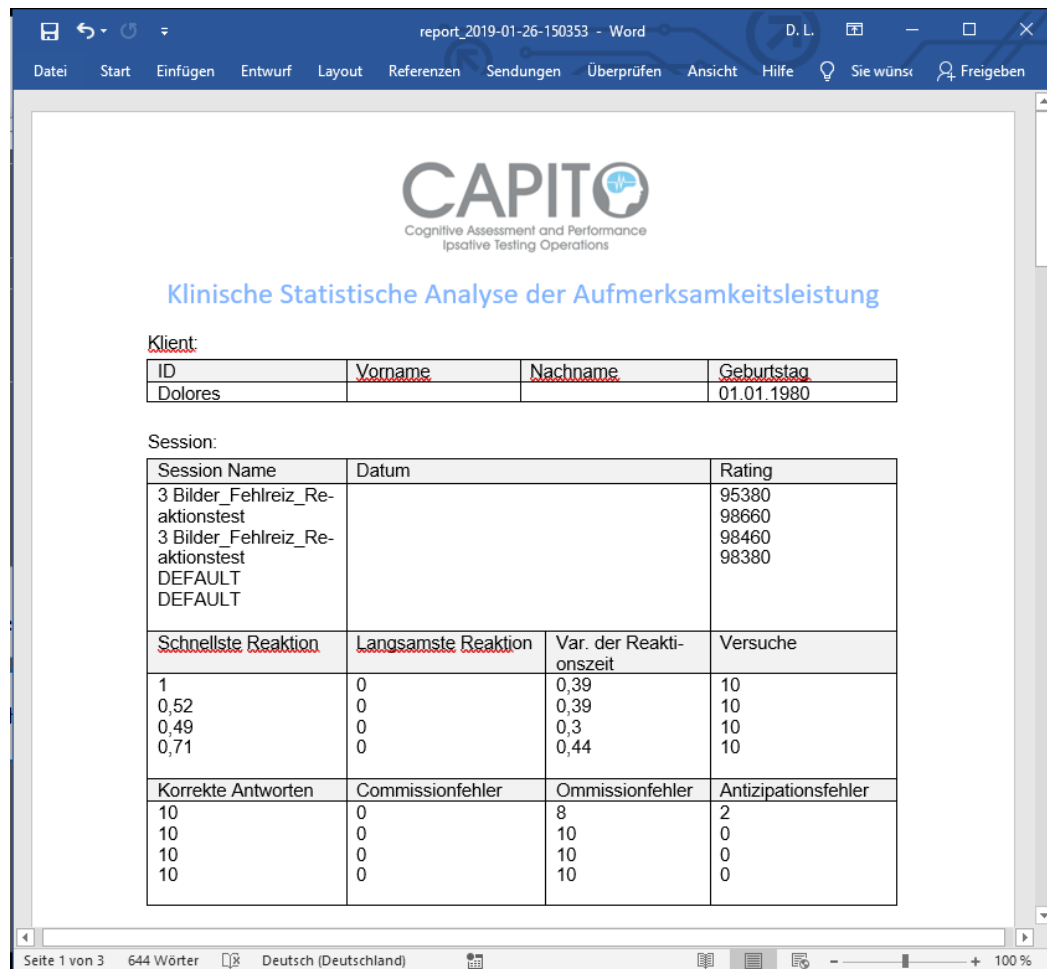 report_2019-01-26-150353 - Word
D. L.
Datei Start Einfügen Entwurf Layout Referenzen Sendungen Überprüfen Ansicht Hilfe Sie wünsc Freigeben
CAPITO
Cognitive Assessment and Performance
Ipsative Testing Operations
Klinische Statistische Analyse der Aufmerksamkeitsleistung
Klient:
ID Vorname Nachname Geburtstag
Dolores 01.01.1980
Session:
Session Name Datum Rating
3 Bilder_Fehlreiz_Re- 95380
aktionstest 98660
3 Bilder_Fehlreiz_Re- 98460
aktionstest 98380
DEFAULT
DEFAULT
Schnellste Reaktion Langsamste Reaktion Var. der Reakti- Versuche
onszeit
1 0 0,39 10
0,52 0 0,39 10
0,49 0 0,3 10
0,71 0 0,44 10
Korrekte Antworten Commissionfehler Ommissionfehler Antizipationsfehler
10 0 8 2
10 0 10 0
10 0 10 0
10 0 10 0
Seite 1 von 3 644 Wörter Deutsch (Deutschland) 100 %